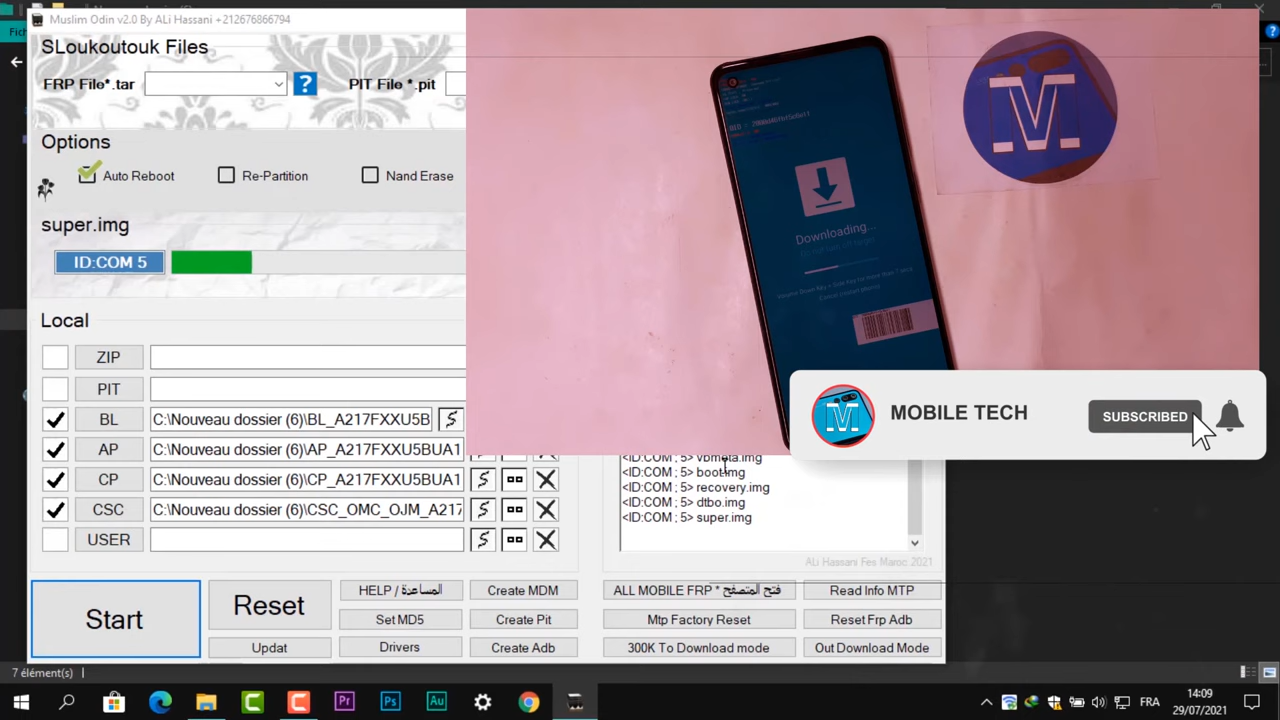 Muslim Odin v2.0 By ALi Hassani +212676866794
SLoukoutouk Files
FRP File*.tar
?
PIT File *.pit
Options
Auto Reboot
Re-Partition
Nand Erase
super.img
ID:COM 5
Local
ZIP
PIT
BL C:\Nouveau dossier (6)\BL_A217FXXU5B
AP C:\Nouveau dossier (6)\AP_A217FXXU5BUA1
CP C:\Nouveau dossier (6)\CP_A217FXXU5BUA1
CSC C:\Nouveau dossier (6)\CSC_OMC_OJM_A217
USER
Downloading...
M
M
MOBILE TECH
SUBSCRIBED
<ID:COM ; 5> vbmeta.img
<ID:COM ; 5> boot.img
<ID:COM ; 5> recovery.img
<ID:COM ; 5> dtbo.img
<ID:COM ; 5> super.img
ALi Hassani Fes Maroc 2021
Start
Reset
Updat
HELP / المساعدة
Set MD5
Drivers
Create MDM
Create Pit
Create Adb
ALL MOBILE FRP * فتح المتصفح
Mtp Factory Reset
300K To Download mode
Read Info MTP
Reset Frp Adb
Out Download Mode
7 élément(s)
Pr
Ps
Au
FRA
14:09
29/07/2021